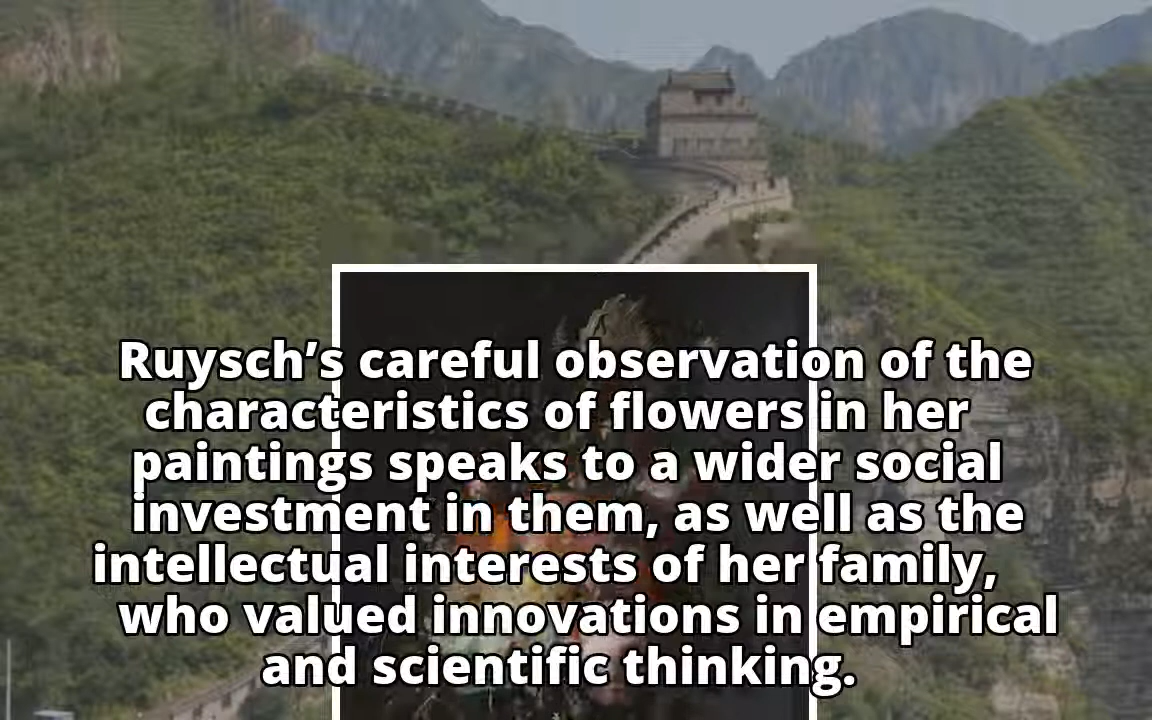 Ruysch’s careful observation of the
characteristics of flowers in her
paintings speaks to a wider social
investment in them, as well as the
intellectual interests of her family,
who valued innovations in empirical
and scientific thinking.